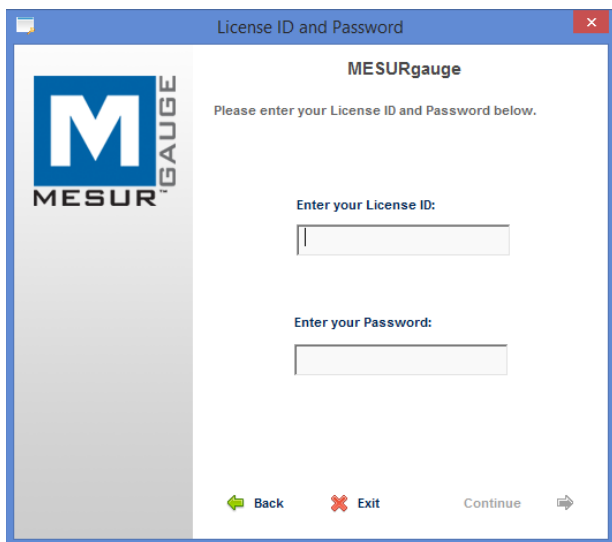 License ID and Password
MESURgauge
Please enter your License ID and Password below.
M
GAUGE
MESUR™
Enter your License ID:
Enter your Password:
Back Exit Continue